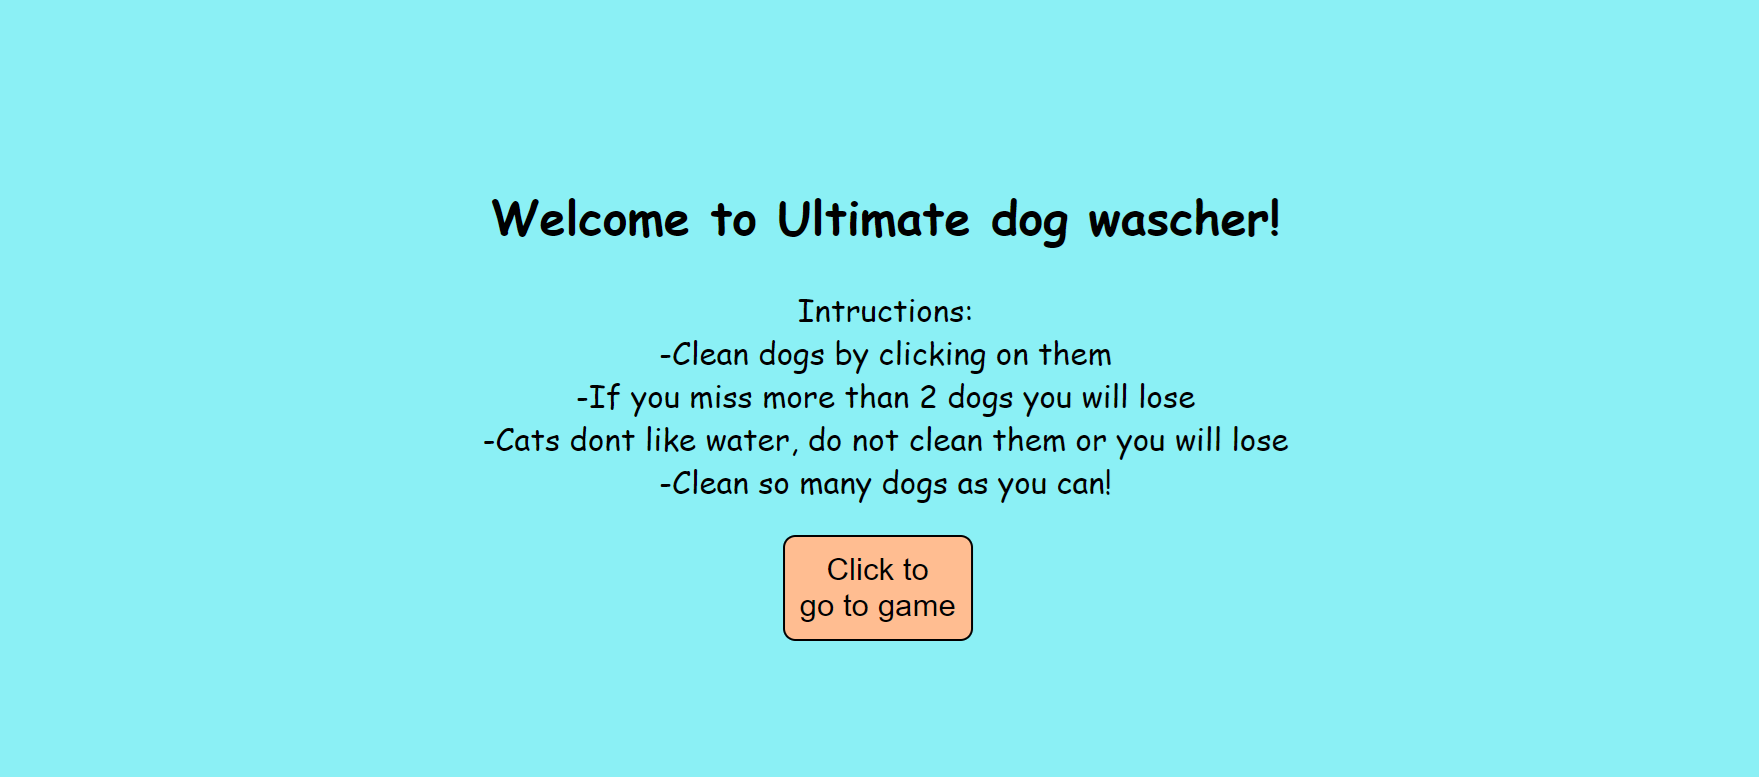 Welcome to Ultimate dog wascher!
Intructions:
-Clean dogs by clicking on them
-If you miss more than 2 dogs you will lose
-Cats dont like water, do not clean them or you will lose
-Clean so many dogs as you can!
Click to
go to game